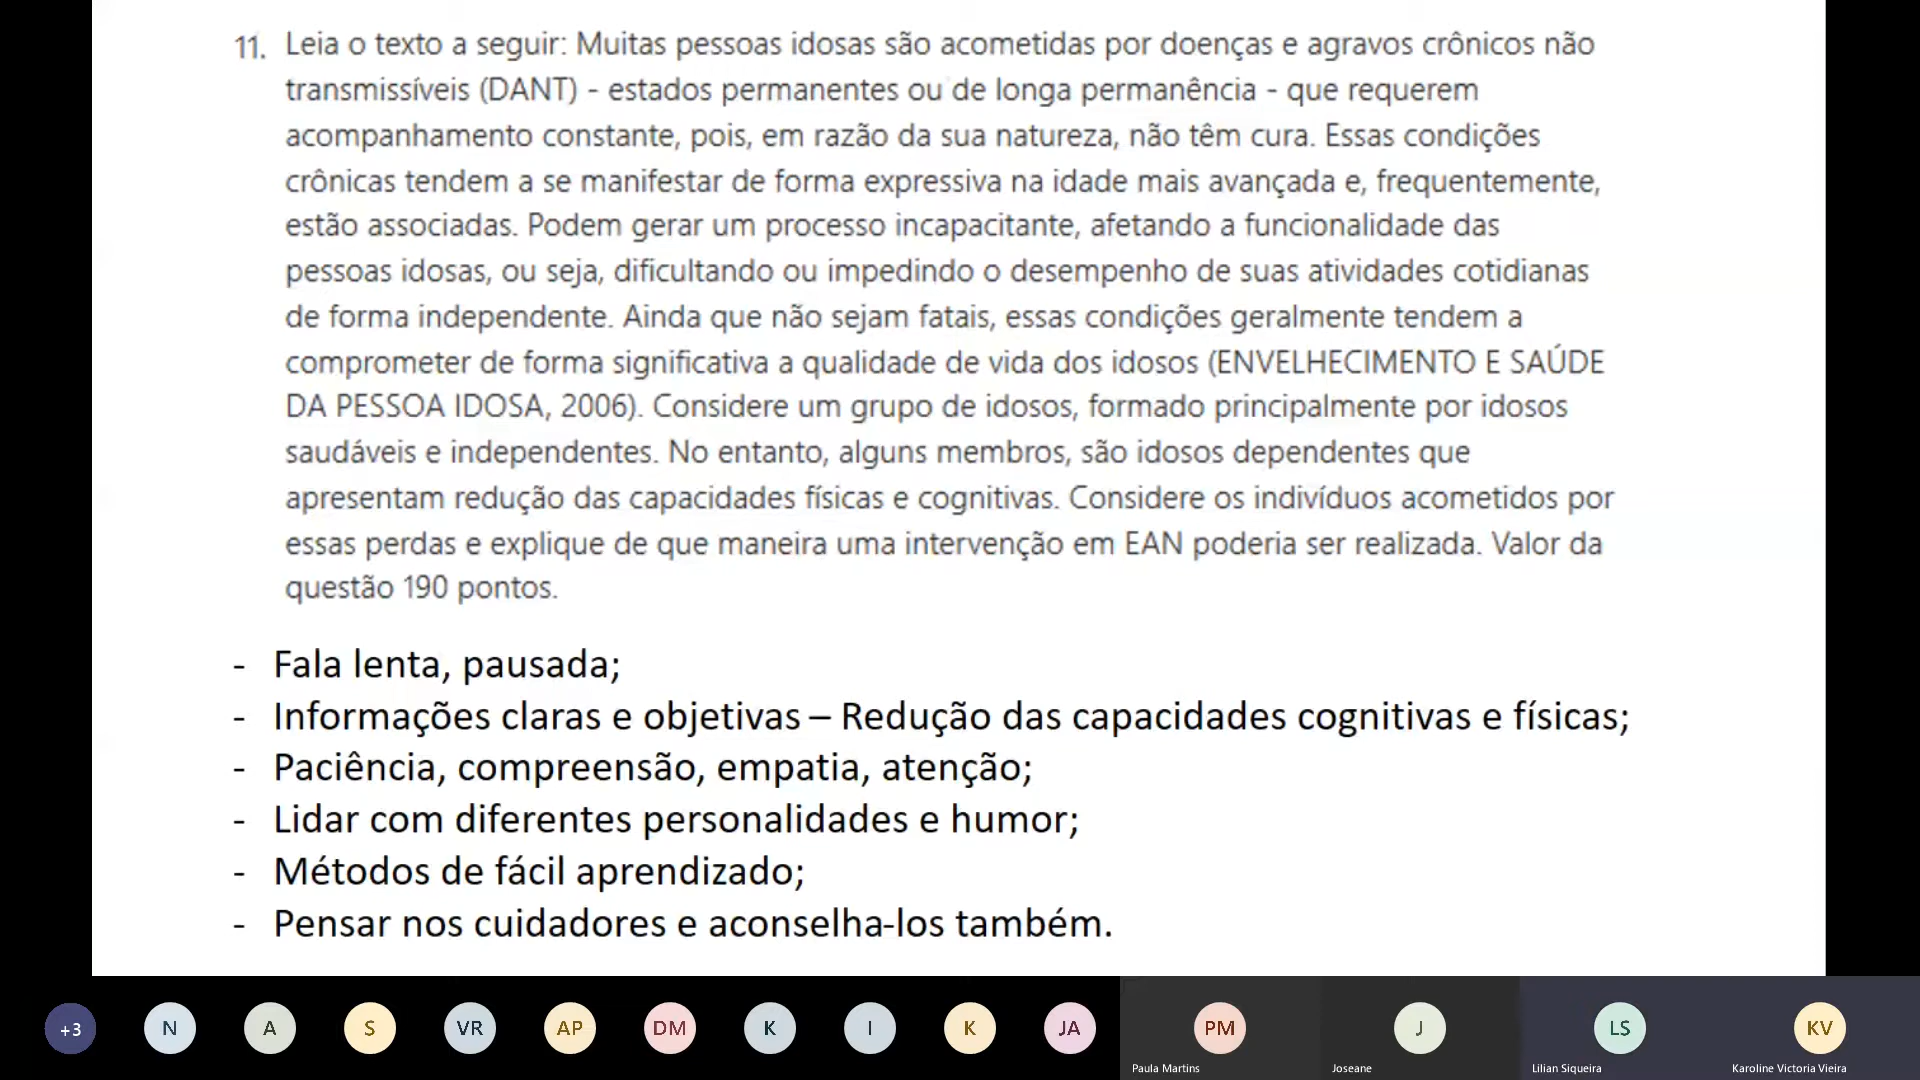 11. Leia o texto a seguir: Muitas pessoas idosas são acometidas por doenças e agravos crônicos não
transmissíveis (DANT) - estados permanentes ou de longa permanência - que requerem
acompanhamento constante, pois, em razão da sua natureza, não têm cura. Essas condições
crônicas tendem a se manifestar de forma expressiva na idade mais avançada e, frequentemente,
estão associadas. Podem gerar um processo incapacitante, afetando a funcionalidade das
pessoas idosas, ou seja, dificultando ou impedindo o desempenho de suas atividades cotidianas
de forma independente. Ainda que não sejam fatais, essas condições geralmente tendem a
comprometer de forma significativa a qualidade de vida dos idosos (ENVELHECIMENTO E SAÚDE
DA PESSOA IDOSA, 2006). Considere um grupo de idosos, formado principalmente por idosos
saudáveis e independentes. No entanto, alguns membros, são idosos dependentes que
apresentam redução das capacidades físicas e cognitivas. Considere os indivíduos acometidos por
essas perdas e explique de que maneira uma intervenção em EAN poderia ser realizada. Valor da
questão 190 pontos.
- Fala lenta, pausada;
- Informações claras e objetivas – Redução das capacidades cognitivas e físicas;
- Paciência, compreensão, empatia, atenção;
- Lidar com diferentes personalidades e humor;
- Métodos de fácil aprendizado;
- Pensar nos cuidadores e aconselha-los também.
+3 N A S VR AP DM K I K JA PM J LS KV
Paula Martins Joseane Lilian Siqueira Karoline Victoria Vieira